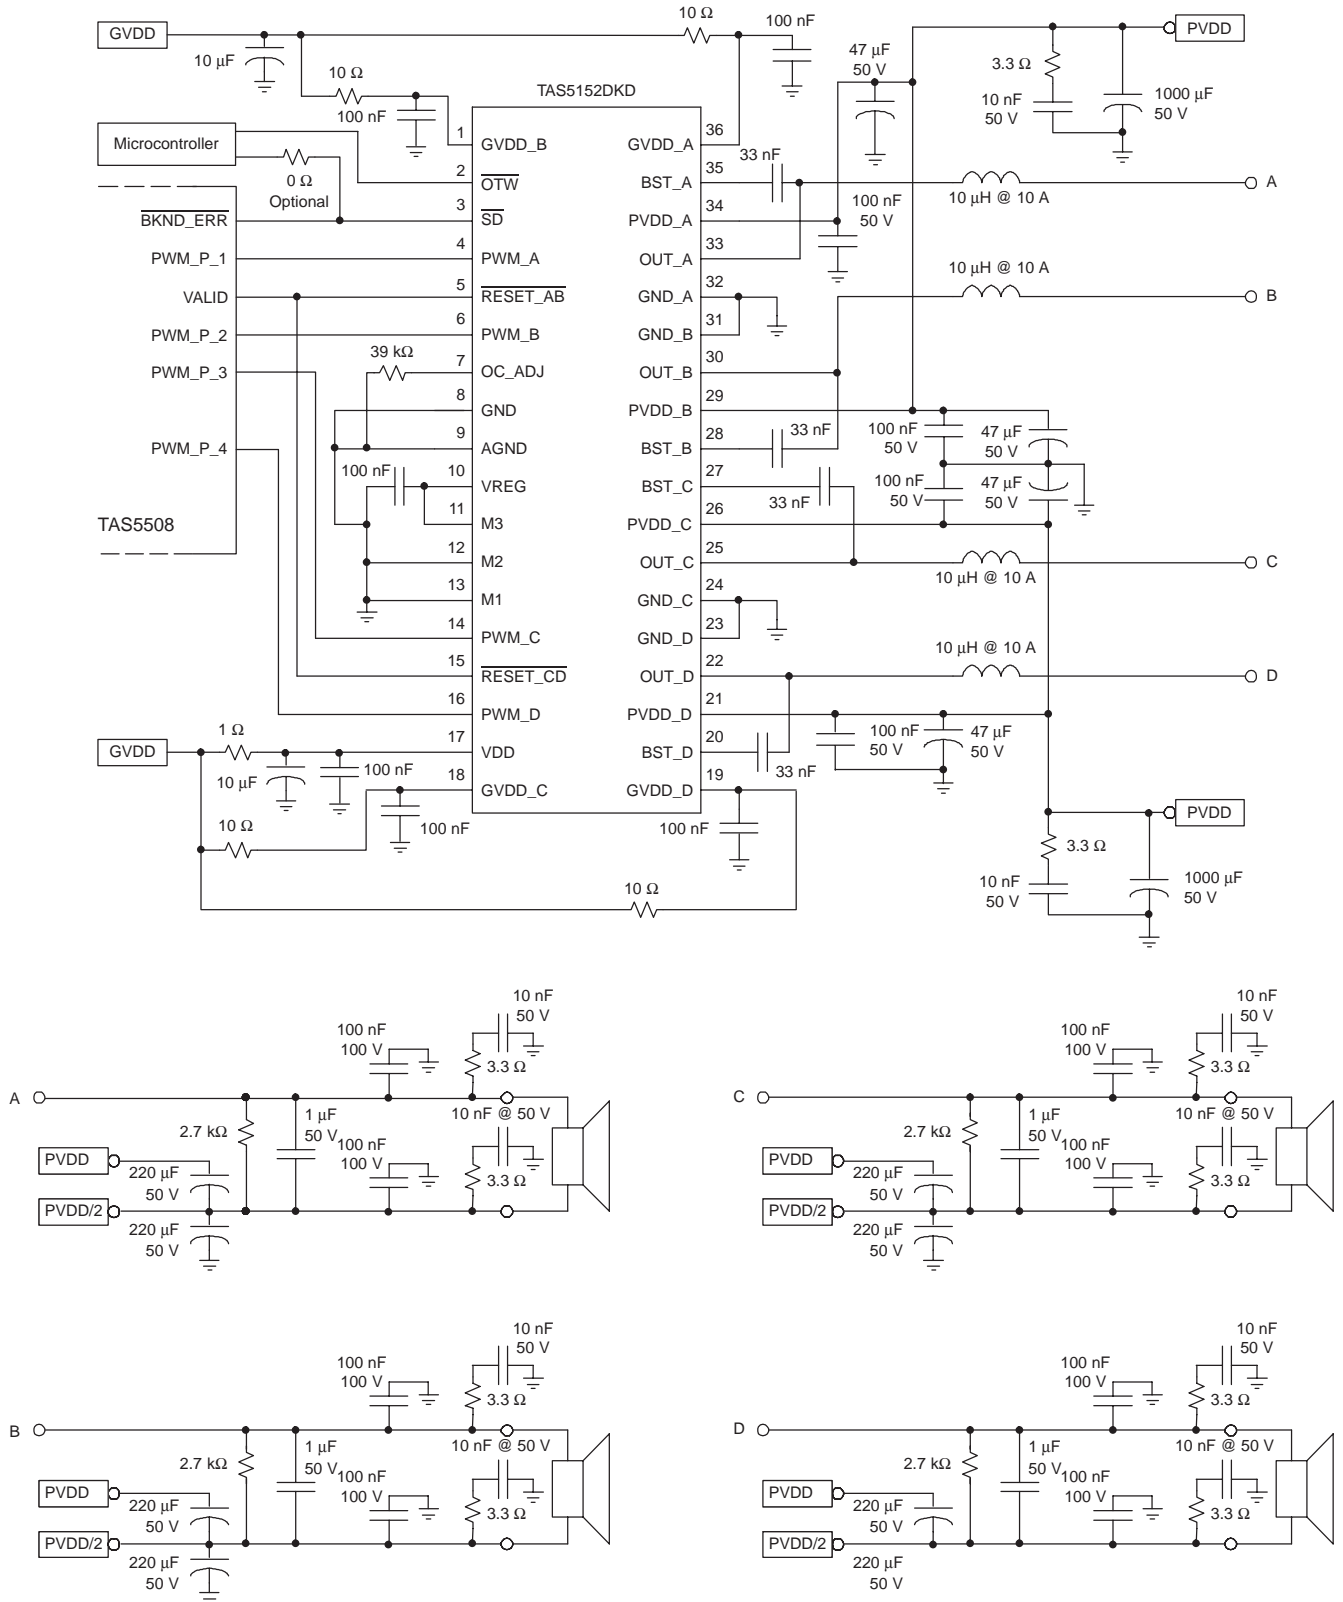 GVDD
10 Ω
100 nF
PVDD
10 μF
47 μF
50 V
3.3 Ω
10 Ω
10 nF
50 V
1000 μF
50 V
TAS5152DKD
100 nF
Microcontroller
0 Ω
Optional
1
GVDD_B
36
GVDD_A
2
OTW
35
BST_A
33 nF
10 μH @ 10 A
A
BKND_ERR
3
SD
34
PVDD_A
100 nF
50 V
PWM_P_1
4
PWM_A
33
OUT_A
VALID
5
RESET_AB
32
GND_A
10 μH @ 10 A
B
PWM_P_2
6
PWM_B
31
GND_B
PWM_P_3
39 kΩ
7
OC_ADJ
30
OUT_B
8
GND
29
PVDD_B
PWM_P_4
9
AGND
28
BST_B
33 nF
100 nF
50 V
47 μF
50 V
100 nF
10
VREG
27
BST_C
33 nF
100 nF
50 V
47 μF
50 V
TAS5508
11
M3
26
PVDD_C
12
M2
25
OUT_C
10 μH @ 10 A
C
13
M1
24
GND_C
14
PWM_C
23
GND_D
15
RESET_CD
22
OUT_D
10 μH @ 10 A
D
16
PWM_D
21
PVDD_D
100 nF
50 V
47 μF
50 V
GVDD
1 Ω
17
VDD
20
BST_D
33 nF
10 μF
100 nF
18
GVDD_C
19
GVDD_D
10 Ω
100 nF
100 nF
PVDD
3.3 Ω
10 Ω
10 nF
50 V
1000 μF
50 V
10 nF
50 V
100 nF
100 V
3.3 Ω
A
10 nF @ 50 V
2.7 kΩ
1 μF
50 V
100 nF
100 V
3.3 Ω
PVDD
220 μF
50 V
PVDD/2
220 μF
50 V
10 nF
50 V
100 nF
100 V
3.3 Ω
C
10 nF @ 50 V
2.7 kΩ
1 μF
50 V
100 nF
100 V
3.3 Ω
PVDD
220 μF
50 V
PVDD/2
220 μF
50 V
10 nF
50 V
100 nF
100 V
3.3 Ω
B
10 nF @ 50 V
2.7 kΩ
1 μF
50 V
100 nF
100 V
3.3 Ω
PVDD
220 μF
50 V
PVDD/2
220 μF
50 V
10 nF
50 V
100 nF
100 V
3.3 Ω
D
10 nF @ 50 V
2.7 kΩ
1 μF
50 V
100 nF
100 V
3.3 Ω
PVDD
220 μF
50 V
PVDD/2
220 μF
50 V